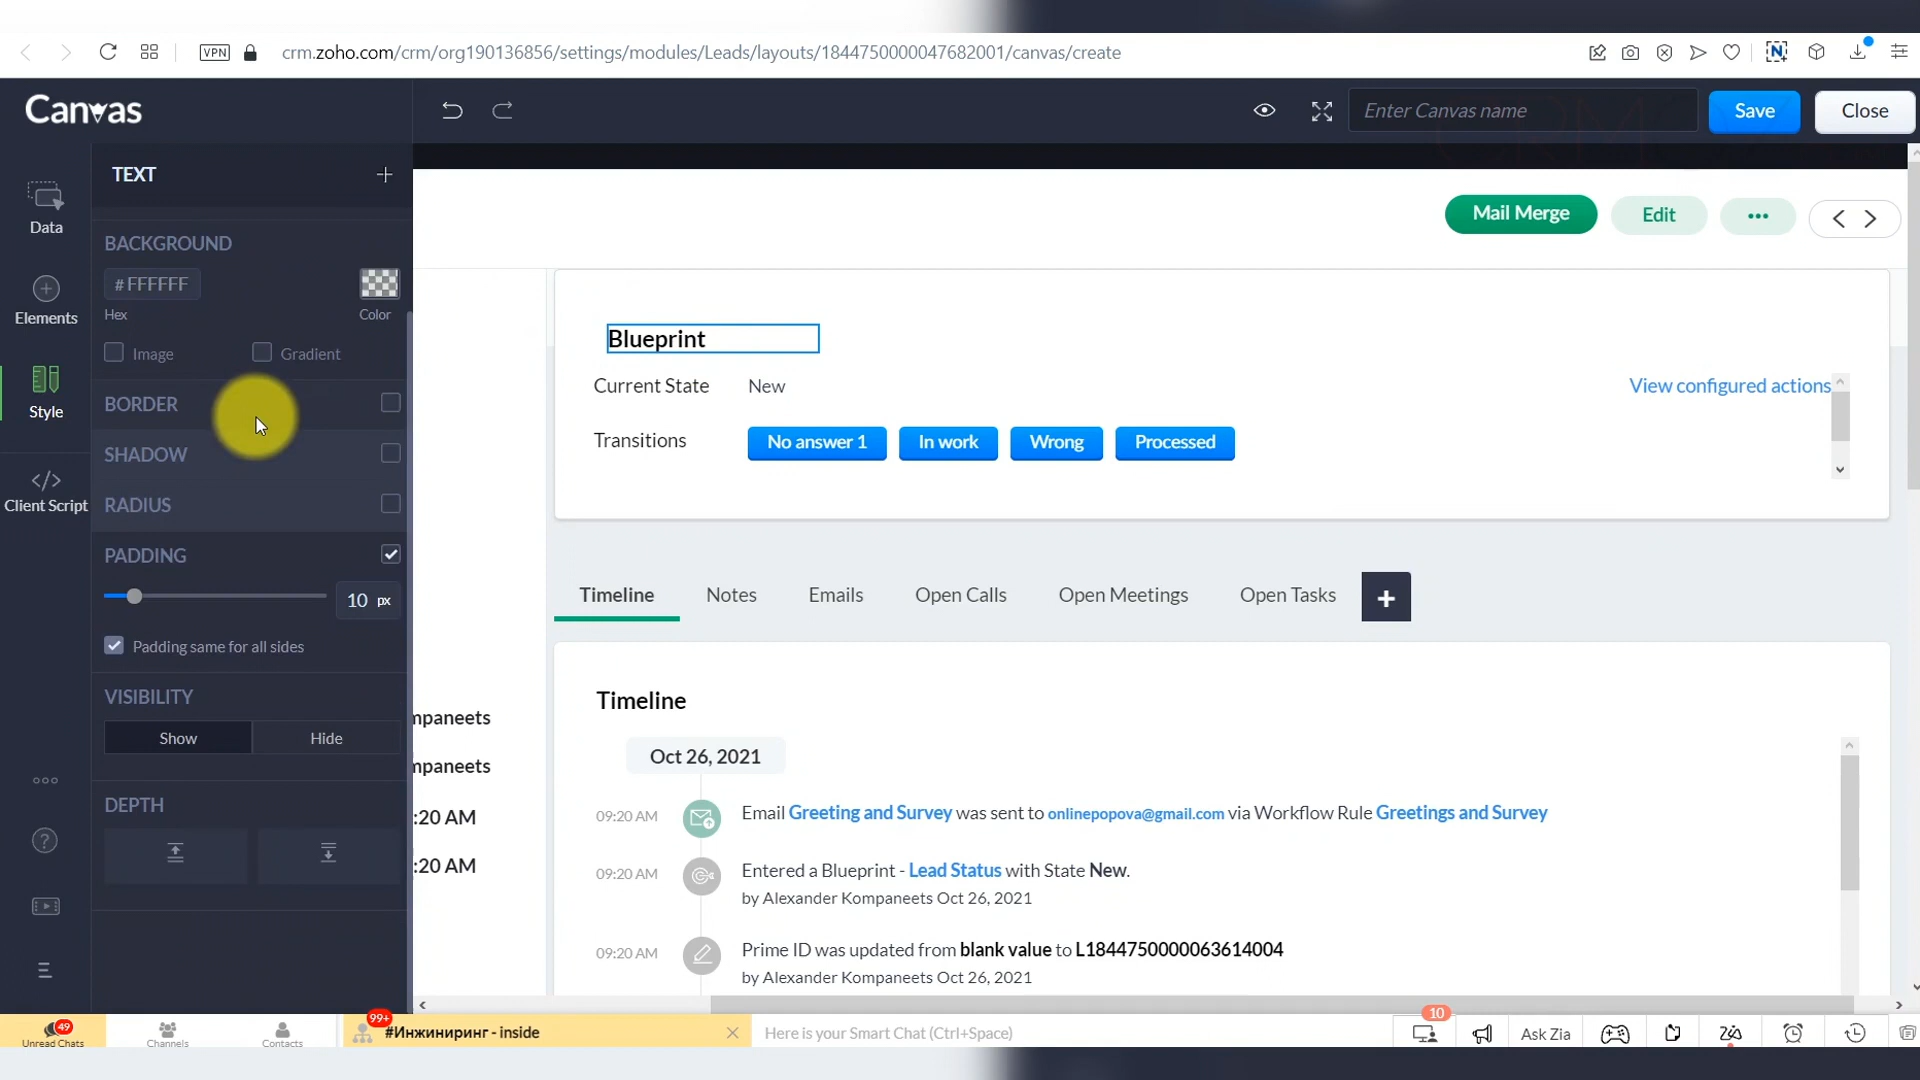 VPN crm.zoho.com/crm/org190136856/settings/modules/Leads/layouts/1844750000047682001/canvas/create
Canvas Enter Canvas name Save Close
TEXT
Mail Merge Edit
Data
BACKGROUND
# FFFFFF
Hex Color
Elements
Image Gradient
Blueprint
BORDER
Style
Current State New View configured actions
SHADOW
Transitions No answer 1 In work Wrong Processed
Client Script
RADIUS
PADDING
10 px
Timeline Notes Emails Open Calls Open Meetings Open Tasks
Padding same for all sides
VISIBILITY
Show Hide
mpaneets
Timeline
Oct 26, 2021
mpaneets
DEPTH
:20 AM
09:20 AM Email Greeting and Survey was sent to onlinepopova@gmail.com via Workflow Rule Greetings and Survey
:20 AM
09:20 AM Entered a Blueprint - Lead Status with State New.
by Alexander Kompaneets Oct 26, 2021
09:20 AM Prime ID was updated from blank value to L1844750000063614004
by Alexander Kompaneets Oct 26, 2021
49 Unread Chats Channels Contacts 99+ #Инжиниринг - inside Here is your Smart Chat (Ctrl+Space) 10 Ask Zia